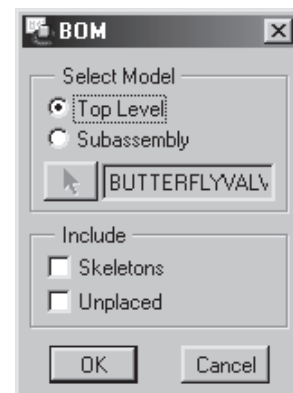 BOM
Select Model
Top Level
Subassembly
BUTTERFLYVALV
Include
Skeletons
Unplaced
OK
Cancel